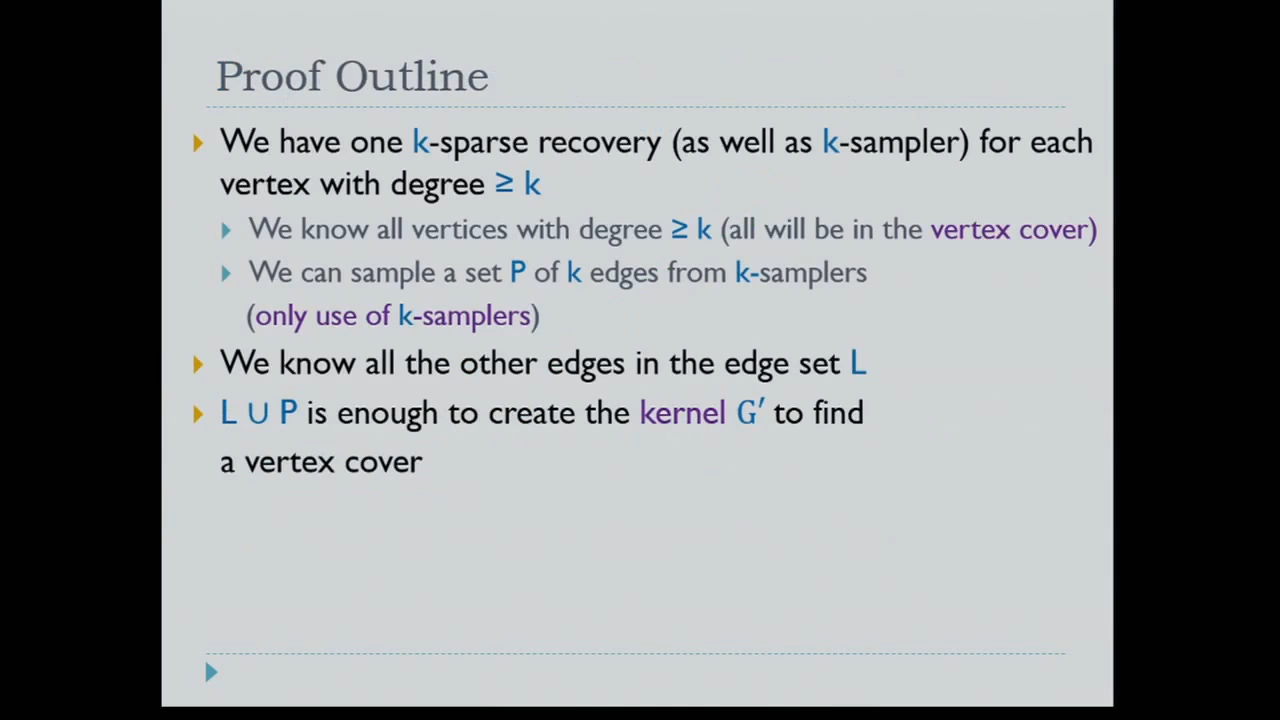 Proof Outline
We have one k-sparse recovery (as well as k-sampler) for each
vertex with degree ≥ k
We know all vertices with degree ≥ k (all will be in the vertex cover)
We can sample a set P of k edges from k-samplers
(only use of k-samplers)
We know all the other edges in the edge set L
L ∪ P is enough to create the kernel G′ to find
a vertex cover